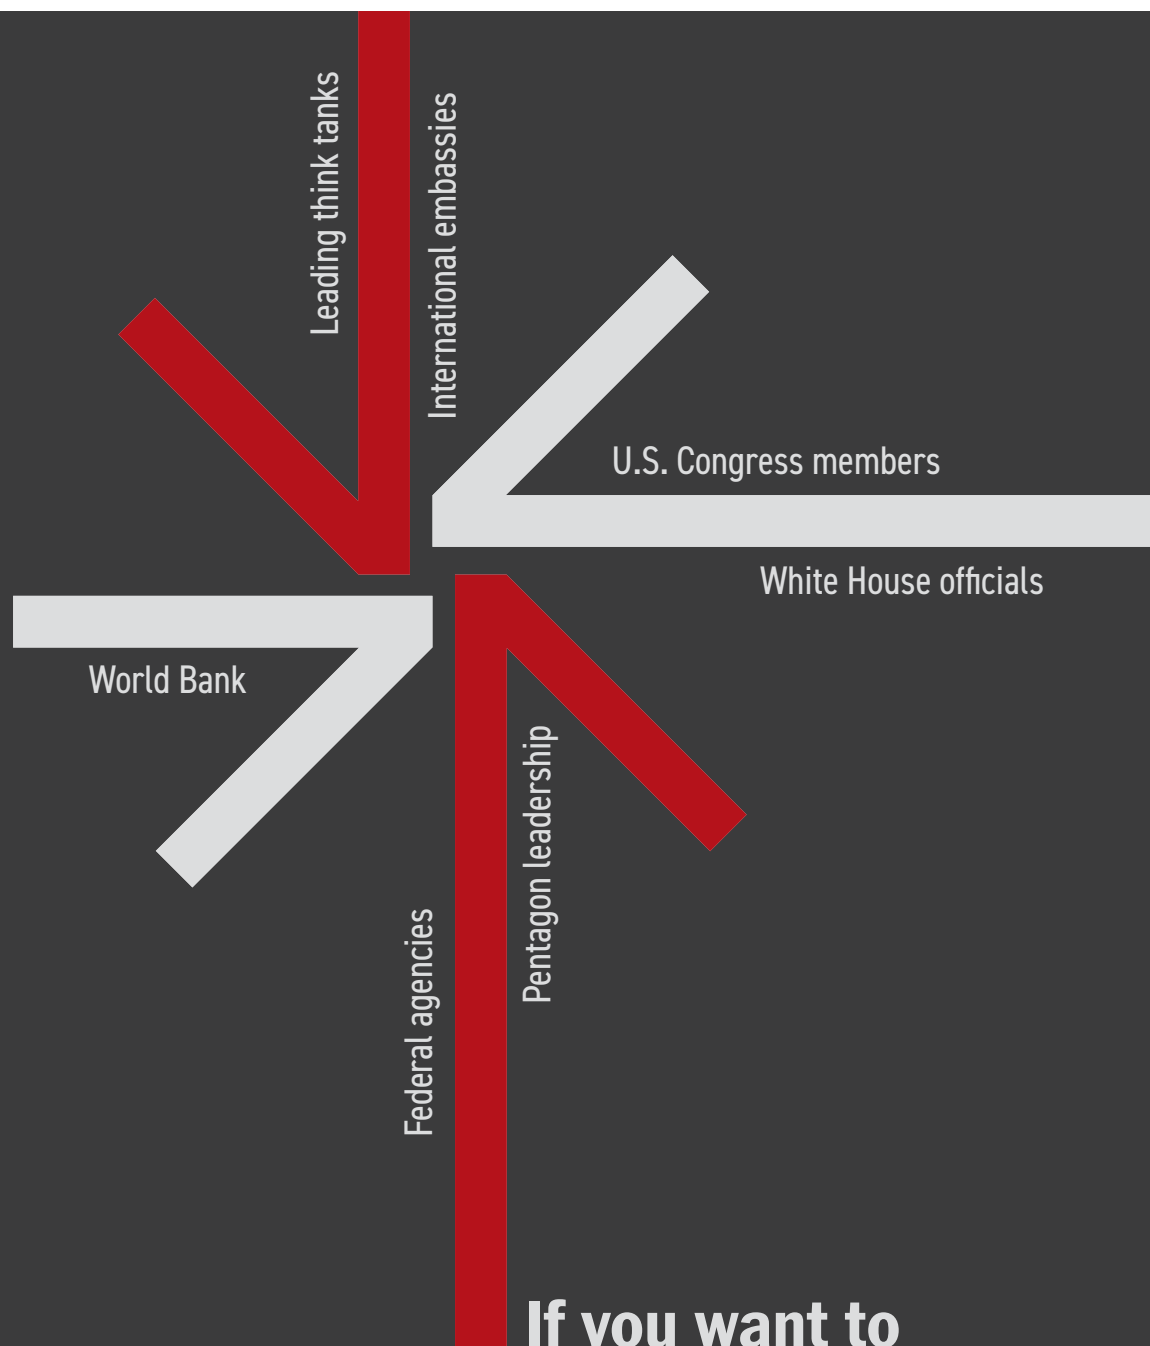 Leading think tanks
International embassies
U.S. Congress members
White House officials
World Bank
Pentagon leadership
Federal agencies
If you want to